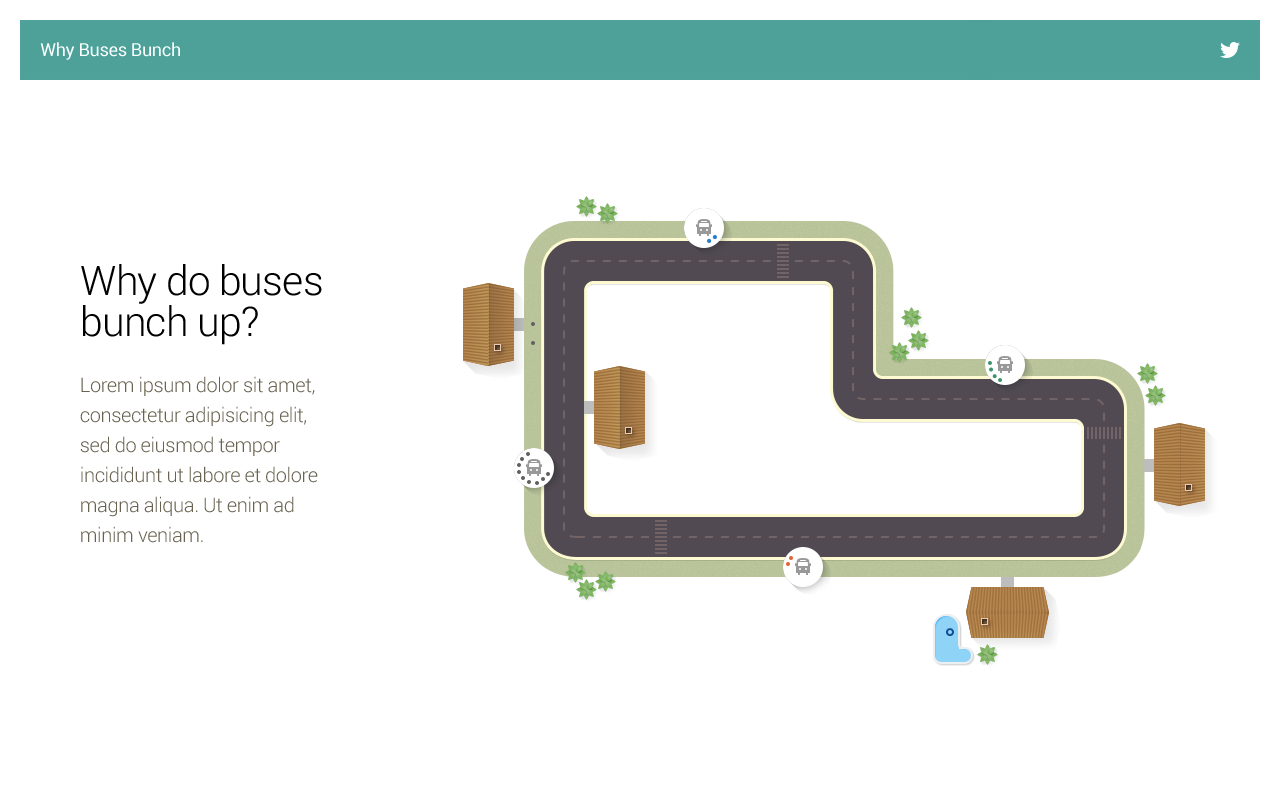 Why Buses Bunch
Why do buses
bunch up?
Lorem ipsum dolor sit amet,
consectetur adipisicing elit,
sed do eiusmod tempor
incididunt ut labore et dolore
magna aliqua. Ut enim ad
minim veniam.